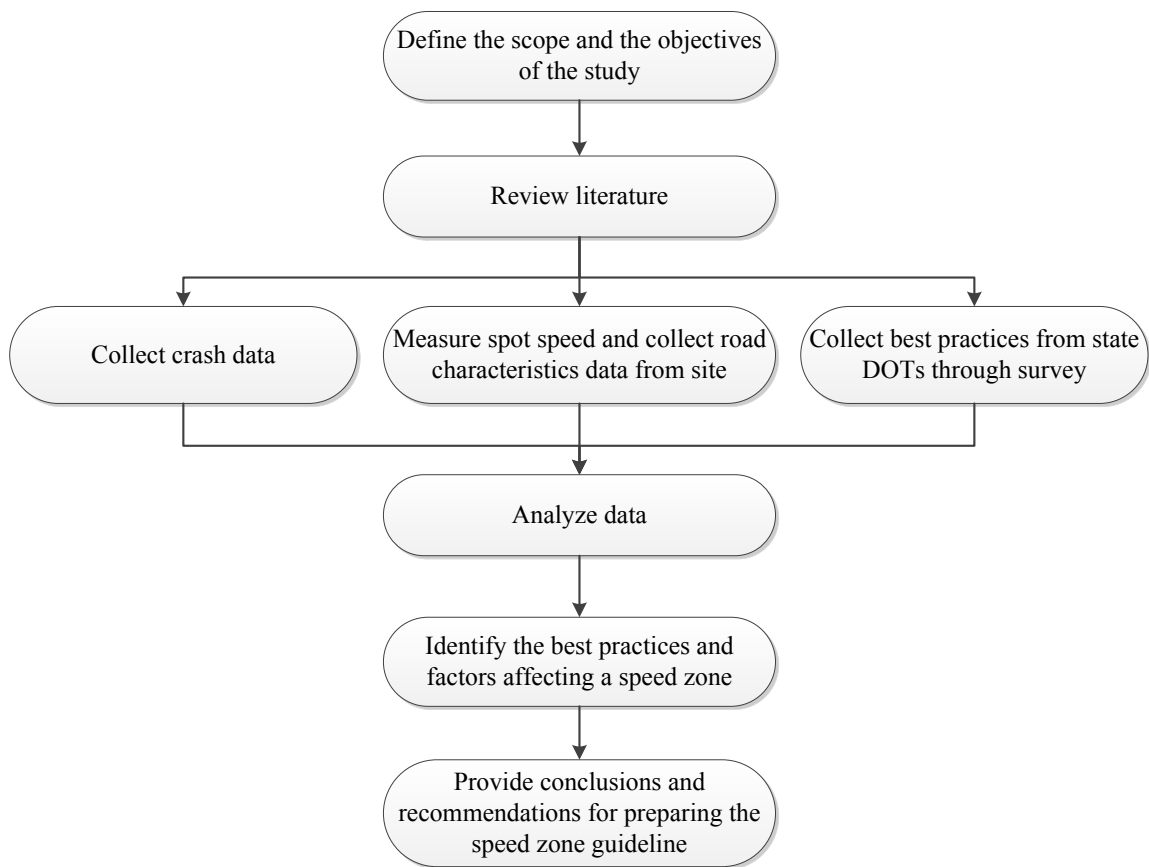 Define the scope and the objectives
of the study
Review literature
Collect crash data
Measure spot speed and collect road
characteristics data from site
Collect best practices from state
DOTs through survey
Analyze data
Identify the best practices and
factors affecting a speed zone
Provide conclusions and
recommendations for preparing the
speed zone guideline